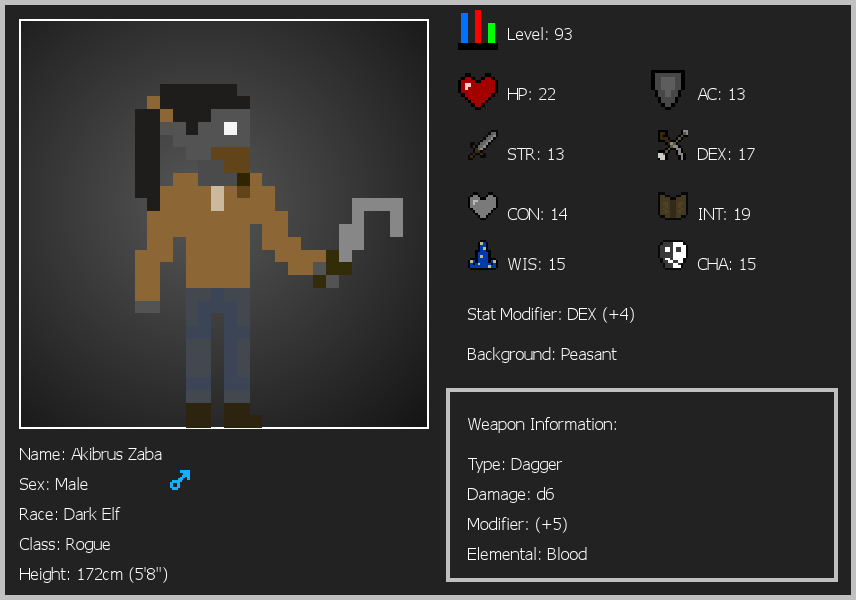 Level: 93
HP: 22
AC: 13
STR: 13
DEX: 17
CON: 14
INT: 19
WIS: 15
CHA: 15
Stat Modifier: DEX (+4)
Background: Peasant
Weapon Information:
Type: Dagger
Damage: d6
Modifier: (+5)
Elemental: Blood
Name: Akibrus Zaba
Sex: Male
Race: Dark Elf
Class: Rogue
Height: 172cm (5'8")